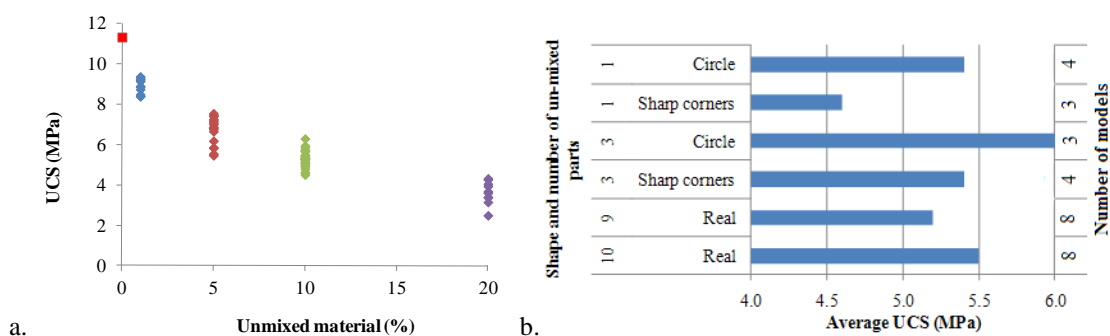 12
10
8
6
4
2
0
UCS (MPa)
0 5 10 15 20
Unmixed material (%)
a.
Shape and number of un-mixed parts
1 Circle 4
1 Sharp corners 3
3 Circle 3
3 Sharp corners 4
9 Real 8
10 Real 8
Number of models
4.0 4.5 5.0 5.5 6.0
Average UCS (MPa)
b.